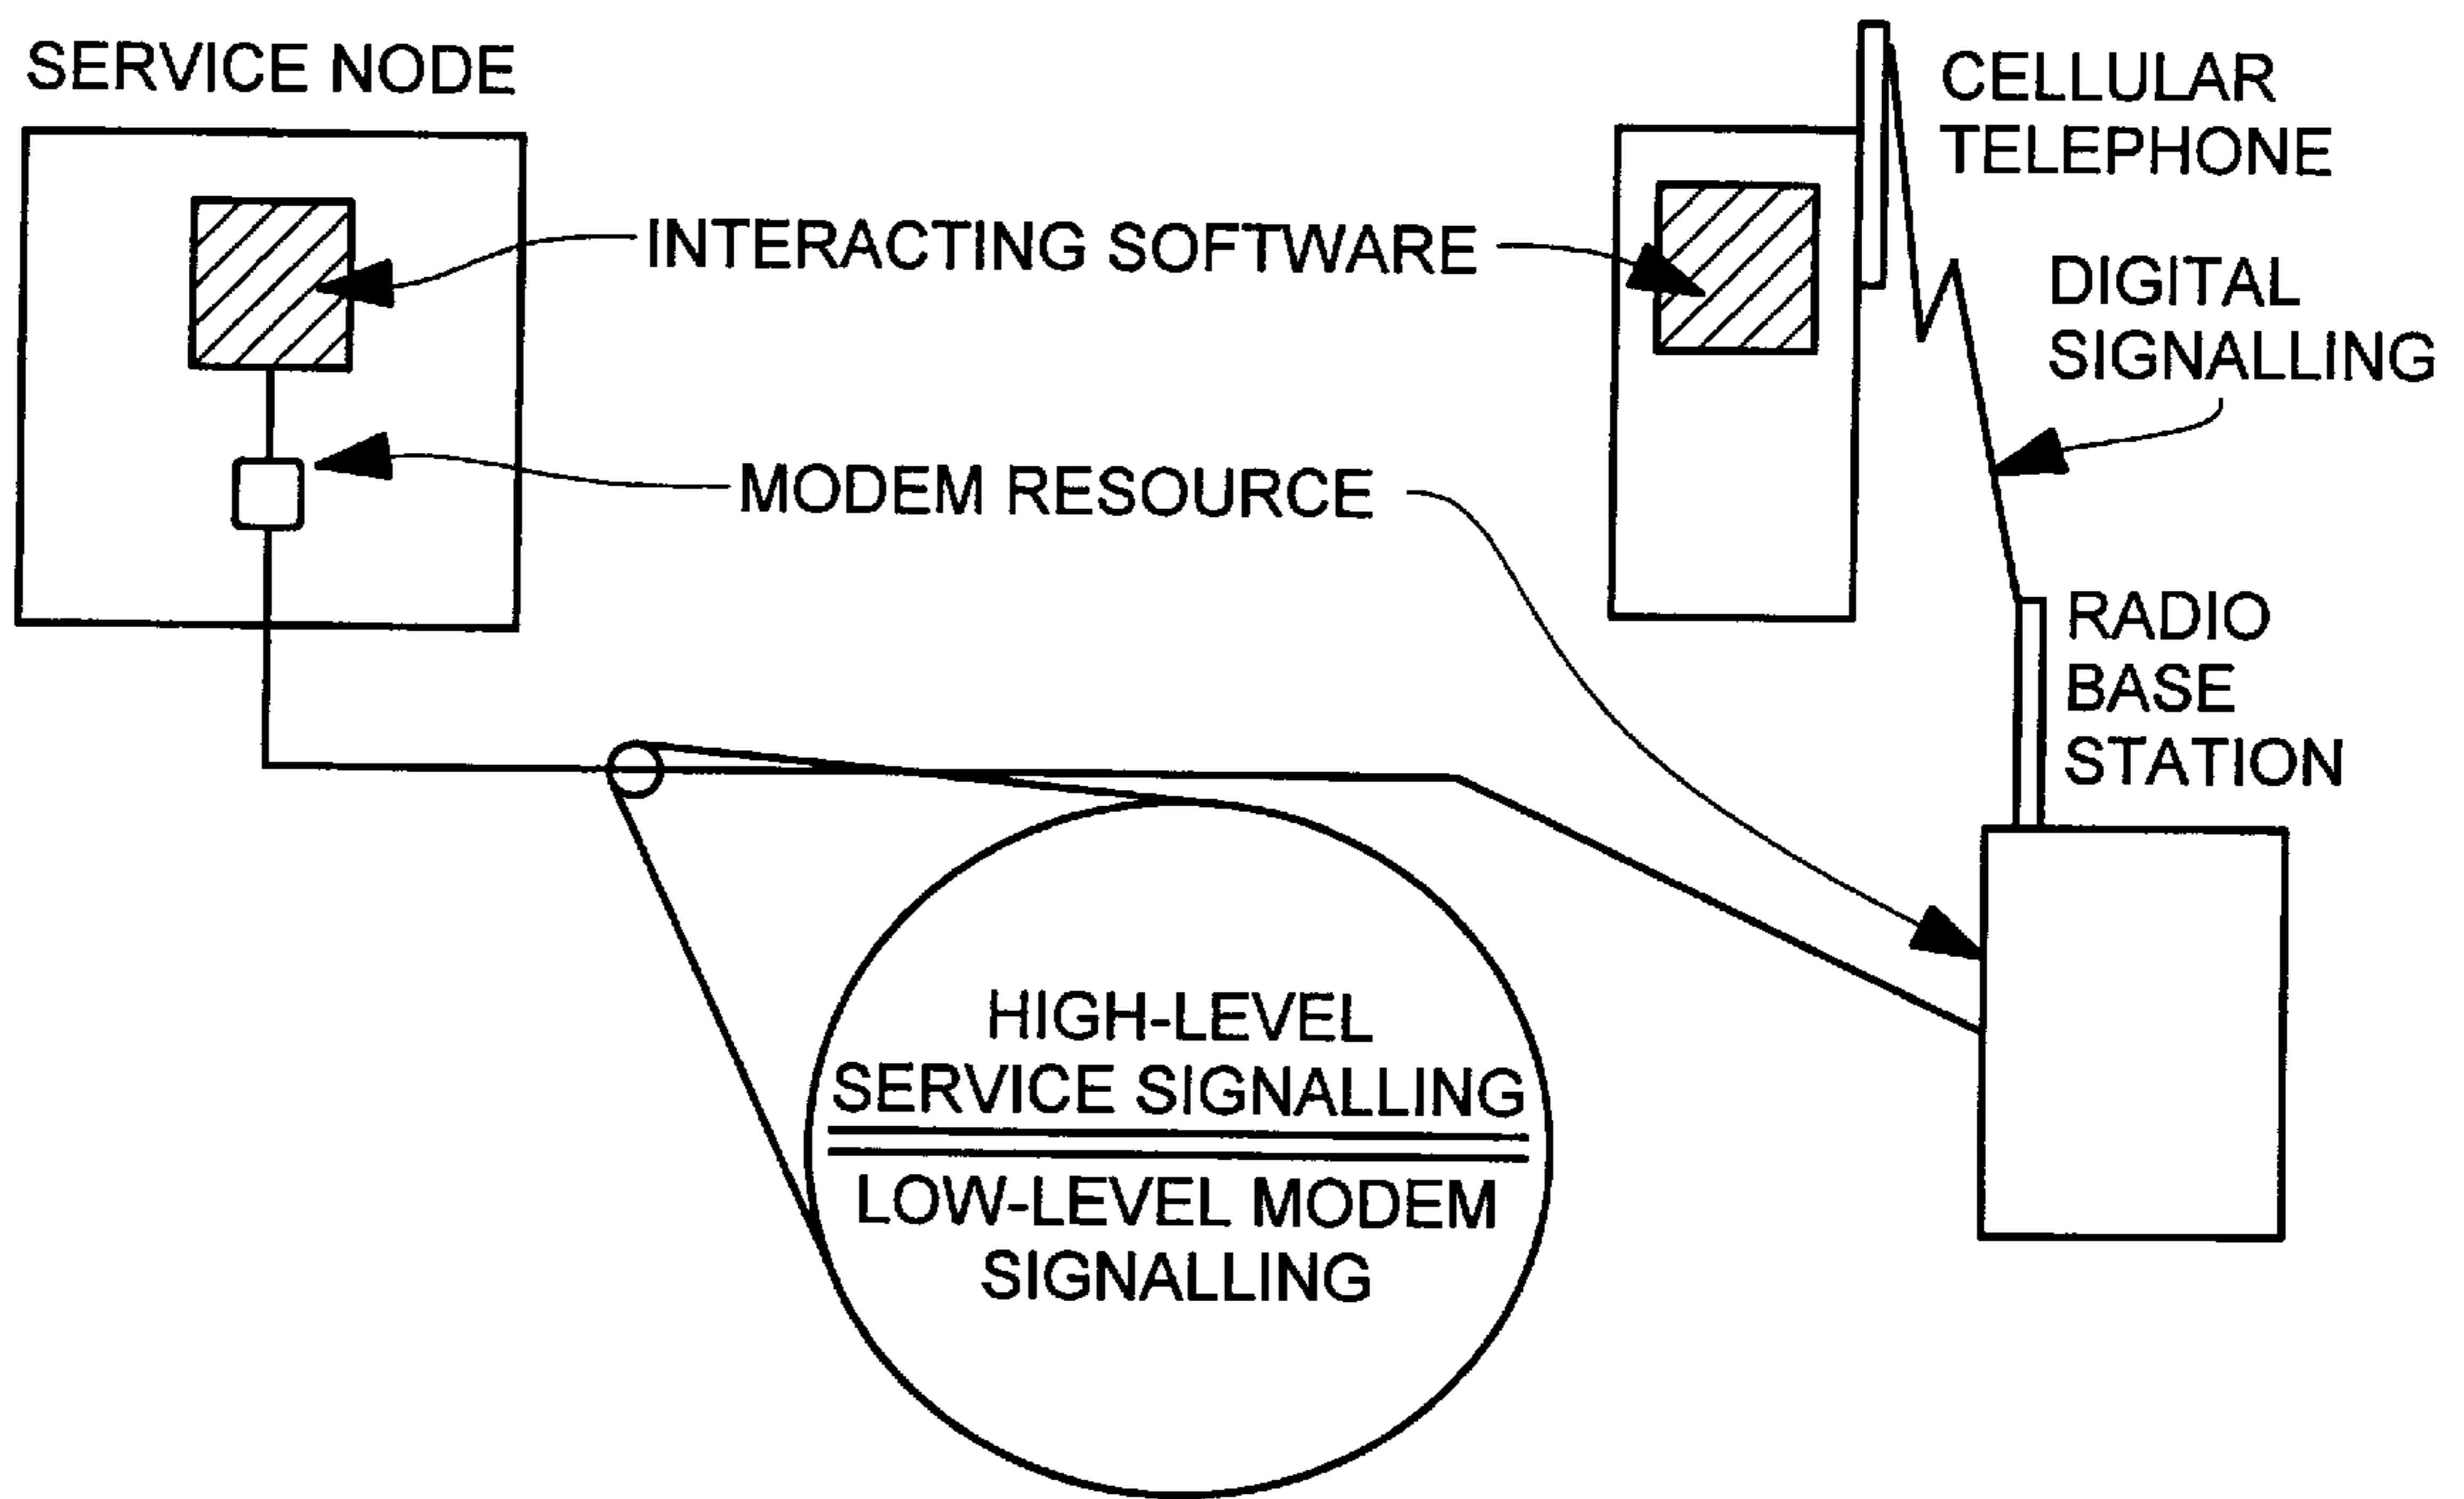 SERVICE NODE
CELLULAR
TELEPHONE
INTERACTING SOFTWARE
DIGITAL
SIGNALLING
MODEM RESOURCE
RADIO
BASE
STATION
HIGH-LEVEL
SERVICE SIGNALLING
LOW-LEVEL MODEM
SIGNALLING